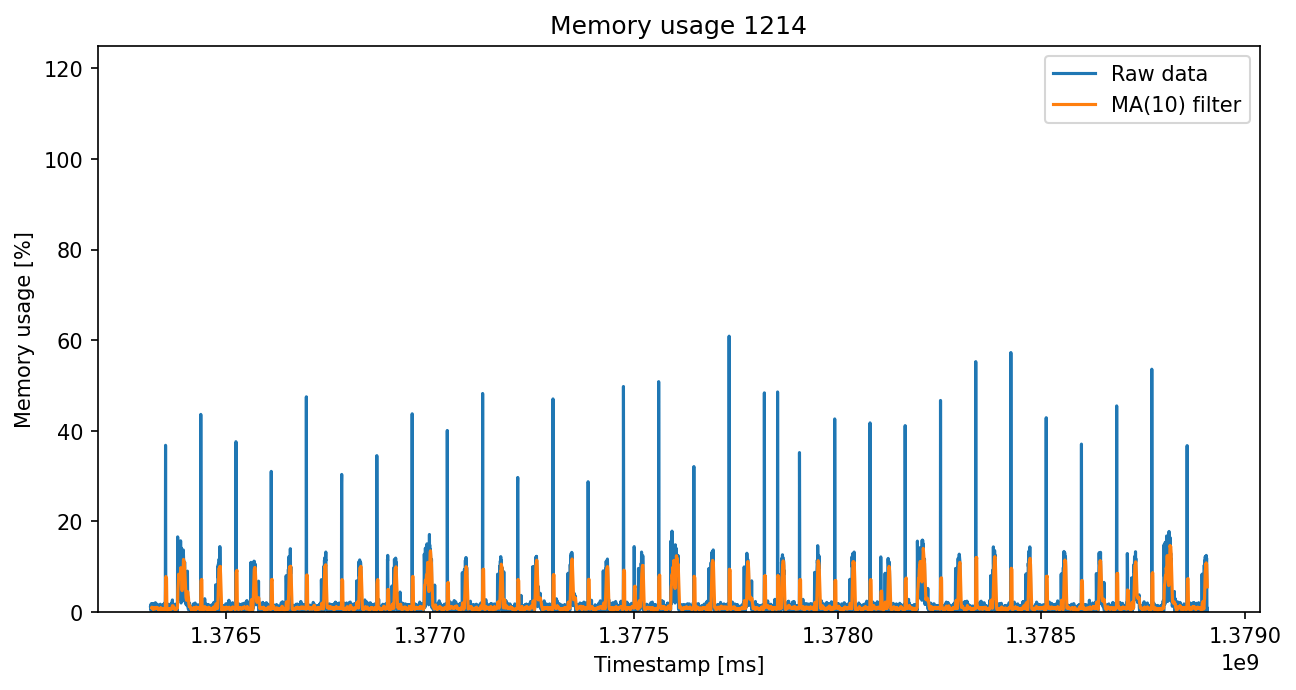 Memory usage 1214
Raw data
MA(10) filter
Memory usage [%]
120
100
80
60
40
20
0
1.3765 1.3770 1.3775 1.3780 1.3785 1.3790
1e9
Timestamp [ms]